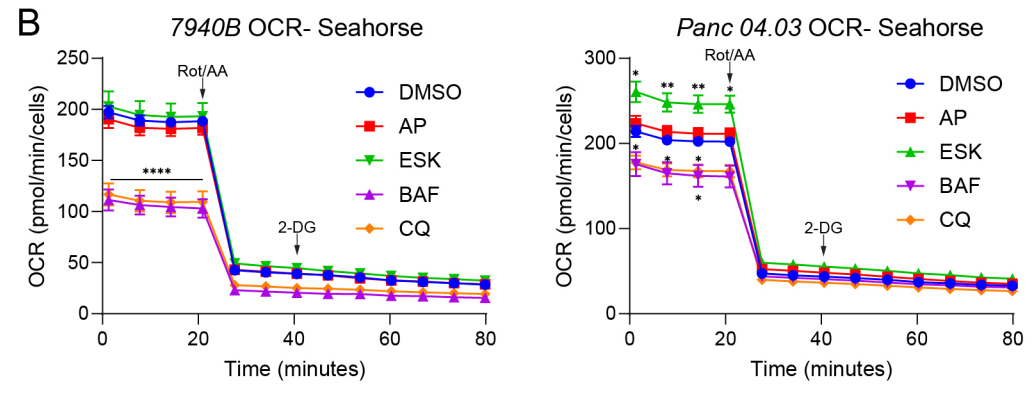 B
7940B OCR- Seahorse
OCR (pmol/min/cells)
250
200
150
100
50
0
Rot/AA
****
2-DG
DMSO
AP
ESK
BAF
CQ
0 20 40 60 80
Time (minutes)
Panc 04.03 OCR- Seahorse
OCR (pmol/min/cells)
300
200
100
0
Rot/AA
* ** ** *
* * *
*
2-DG
DMSO
AP
ESK
BAF
CQ
0 20 40 60 80
Time (minutes)